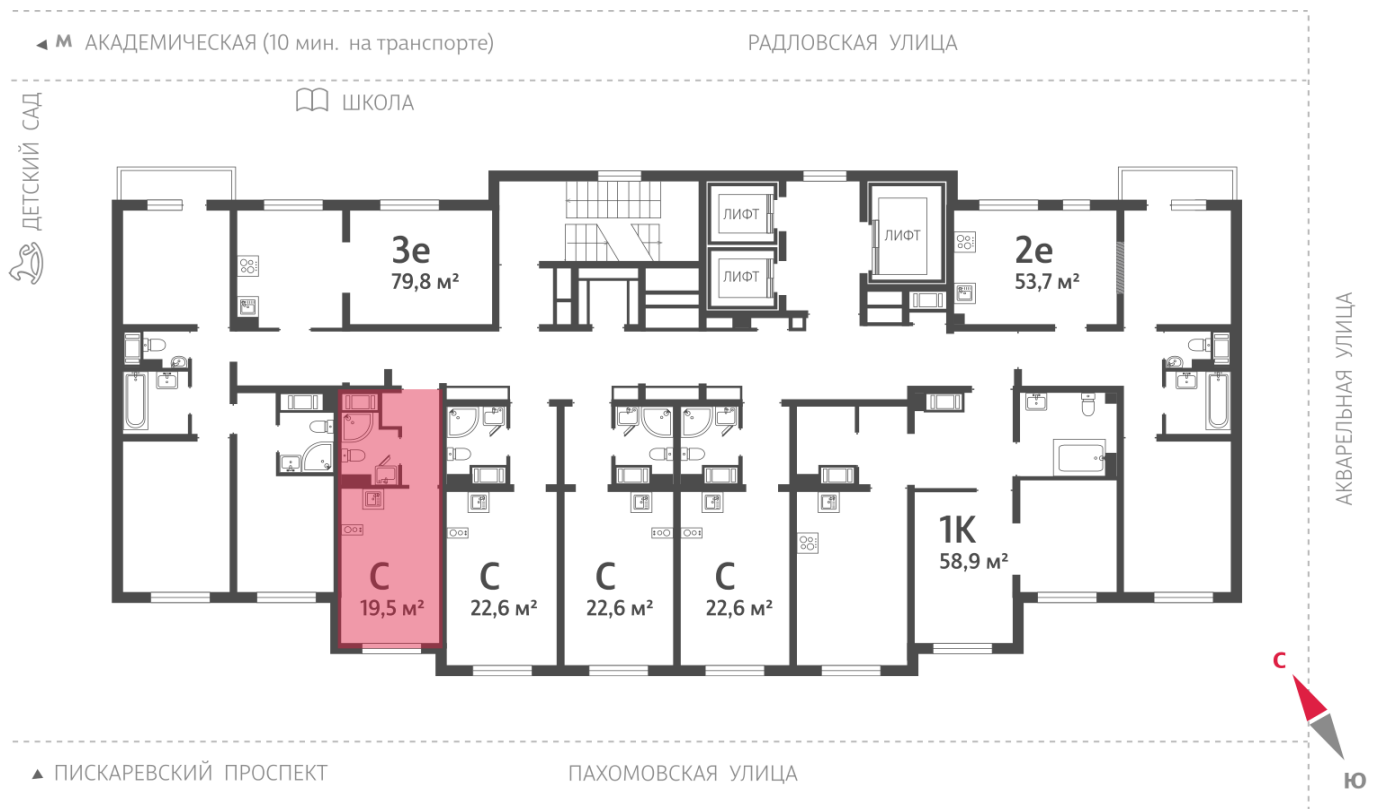 М АКАДЕМИЧЕСКАЯ (10 мин. на транспорте)
РАДЛОВСКАЯ УЛИЦА
ШКОЛА
ДЕТСКИЙ САД
ЛИФТ
ЛИФТ
ЛИФТ
3е
79,8 м²
2е
53,7 м²
АКВАРЕЛЬНАЯ УЛИЦА
1К
58,9 м²
С
19,5 м²
С
22,6 м²
С
22,6 м²
С
22,6 м²
С
Ю
ПИСКАРЕВСКИЙ ПРОСПЕКТ
ПАХОМОВСКАЯ УЛИЦА